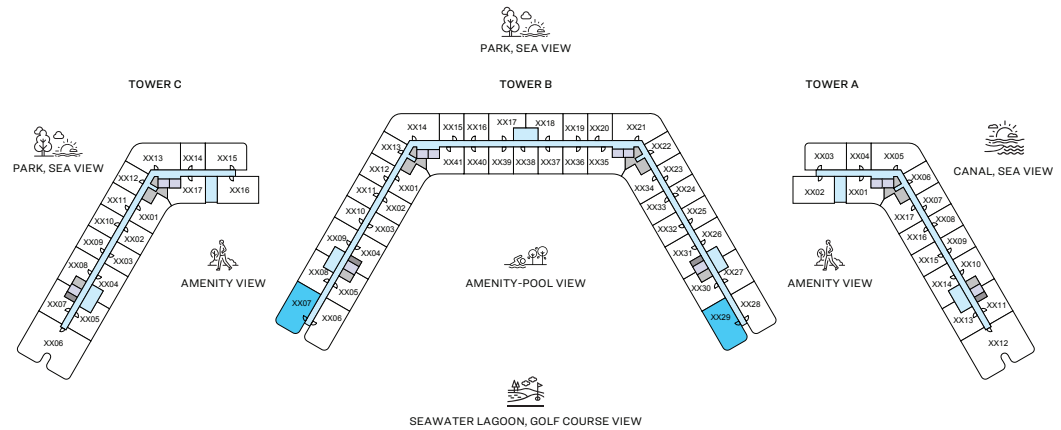 PARK, SEA VIEW
TOWER C
TOWER B
TOWER A
PARK, SEA VIEW
CANAL, SEA VIEW
XX13
XX14
XX15
XX12
XX17
XX16
XX11
XX01
XX10
XX02
XX09
XX03
XX08
XX04
XX07
XX05
XX06
AMENITY VIEW
XX14
XX15
XX16
XX17
XX18
XX19
XX20
XX21
XX13
XX41
XX40
XX39
XX38
XX37
XX36
XX35
XX22
XX12
XX01
XX34
XX23
XX11
XX02
XX33
XX24
XX10
XX03
XX32
XX25
XX09
XX04
XX31
XX26
XX08
XX05
XX30
XX27
XX07
XX06
XX29
XX28
AMENITY-POOL VIEW
XX03
XX04
XX05
XX02
XX01
XX06
XX17
XX07
XX16
XX08
XX15
XX09
XX14
XX10
XX13
XX11
XX12
AMENITY VIEW
SEAWATER LAGOON, GOLF COURSE VIEW